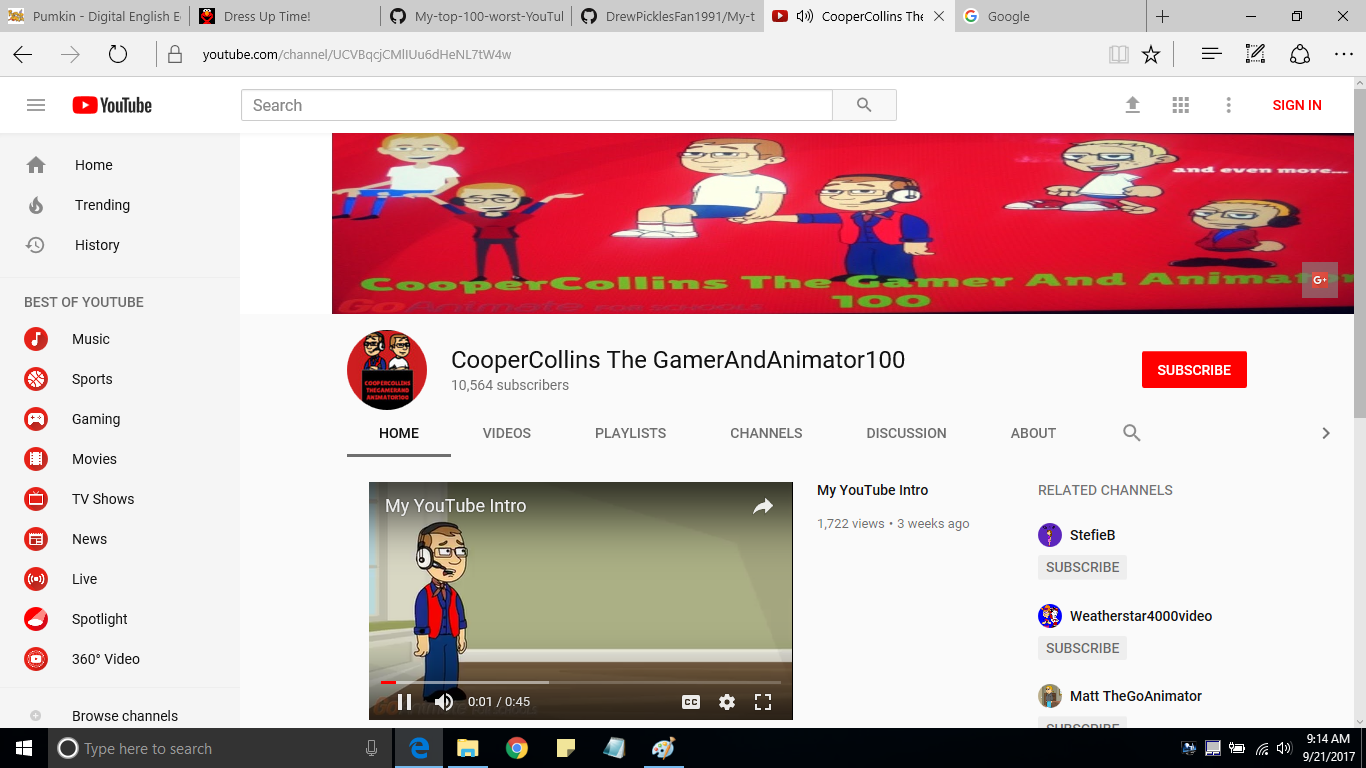 Pumkin - Digital English E
Dress Up Time!
My-top-100-worst-YouTul
DrewPicklesFan1991/My-t
CooperCollins The
Google
youtube.com/channel/UCVBqcjCMlIUu6dHeNL7tW4w
YouTube
Search
SIGN IN
Home
Trending
History
BEST OF YOUTUBE
Music
Sports
Gaming
Movies
TV Shows
News
Live
Spotlight
360° Video
Browse channels
and even more...
CooperCollins The Gamer And Animator
100
GoAnimate FOR SCHOOLS
G+
COOPERCOLLINS
THEGAMERAND
ANIMATOR100
CooperCollins The GamerAndAnimator100
10,564 subscribers
SUBSCRIBE
HOME
VIDEOS
PLAYLISTS
CHANNELS
DISCUSSION
ABOUT
My YouTube Intro
0:01 / 0:45
CC
My YouTube Intro
1,722 views • 3 weeks ago
RELATED CHANNELS
StefieB
SUBSCRIBE
Weatherstar4000video
SUBSCRIBE
Matt TheGoAnimator
SUBSCRIBE
Type here to search
9:14 AM
9/21/2017